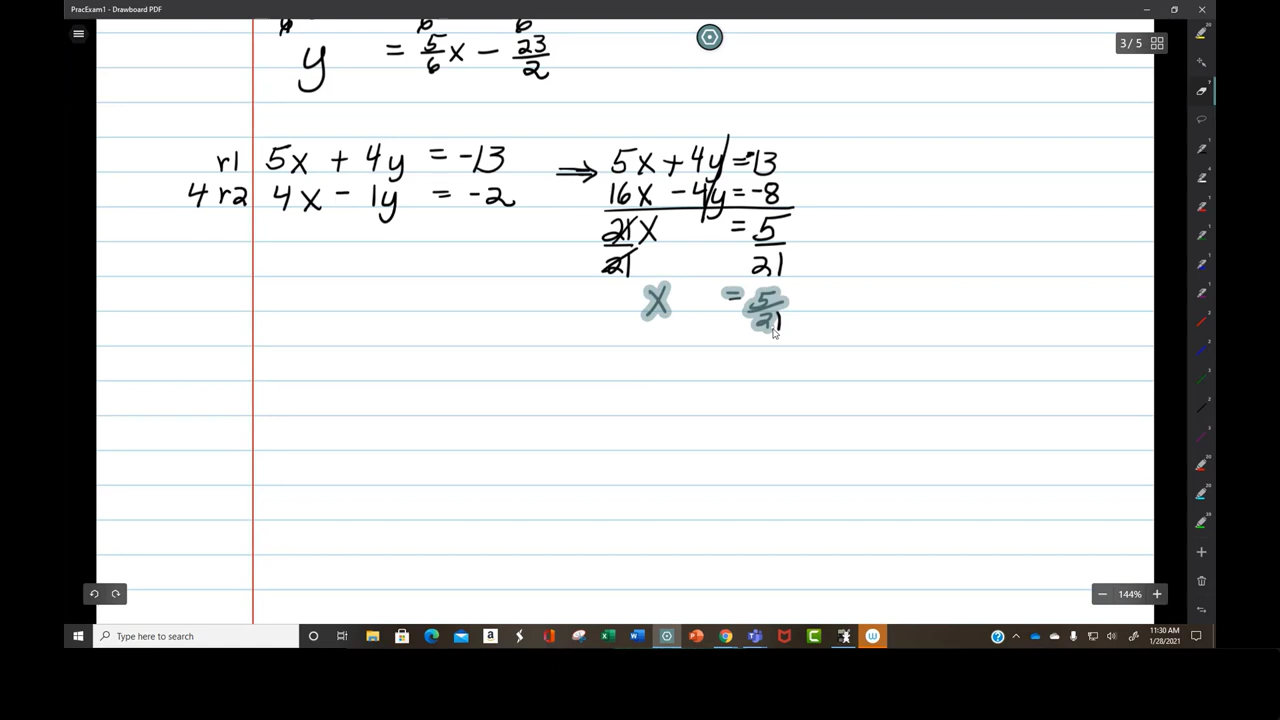 PracExam1 - Drawboard PDF
3/5
y = 5/6 x - 23/2
r1 5x + 4y = -13
4 r2 4x - 1y = -2
⇒ 5x + 4y = -13
16x - 4y = -8
21x/21 = 5/21
x = 5/21
144%
Type here to search
11:30 AM
1/28/2021